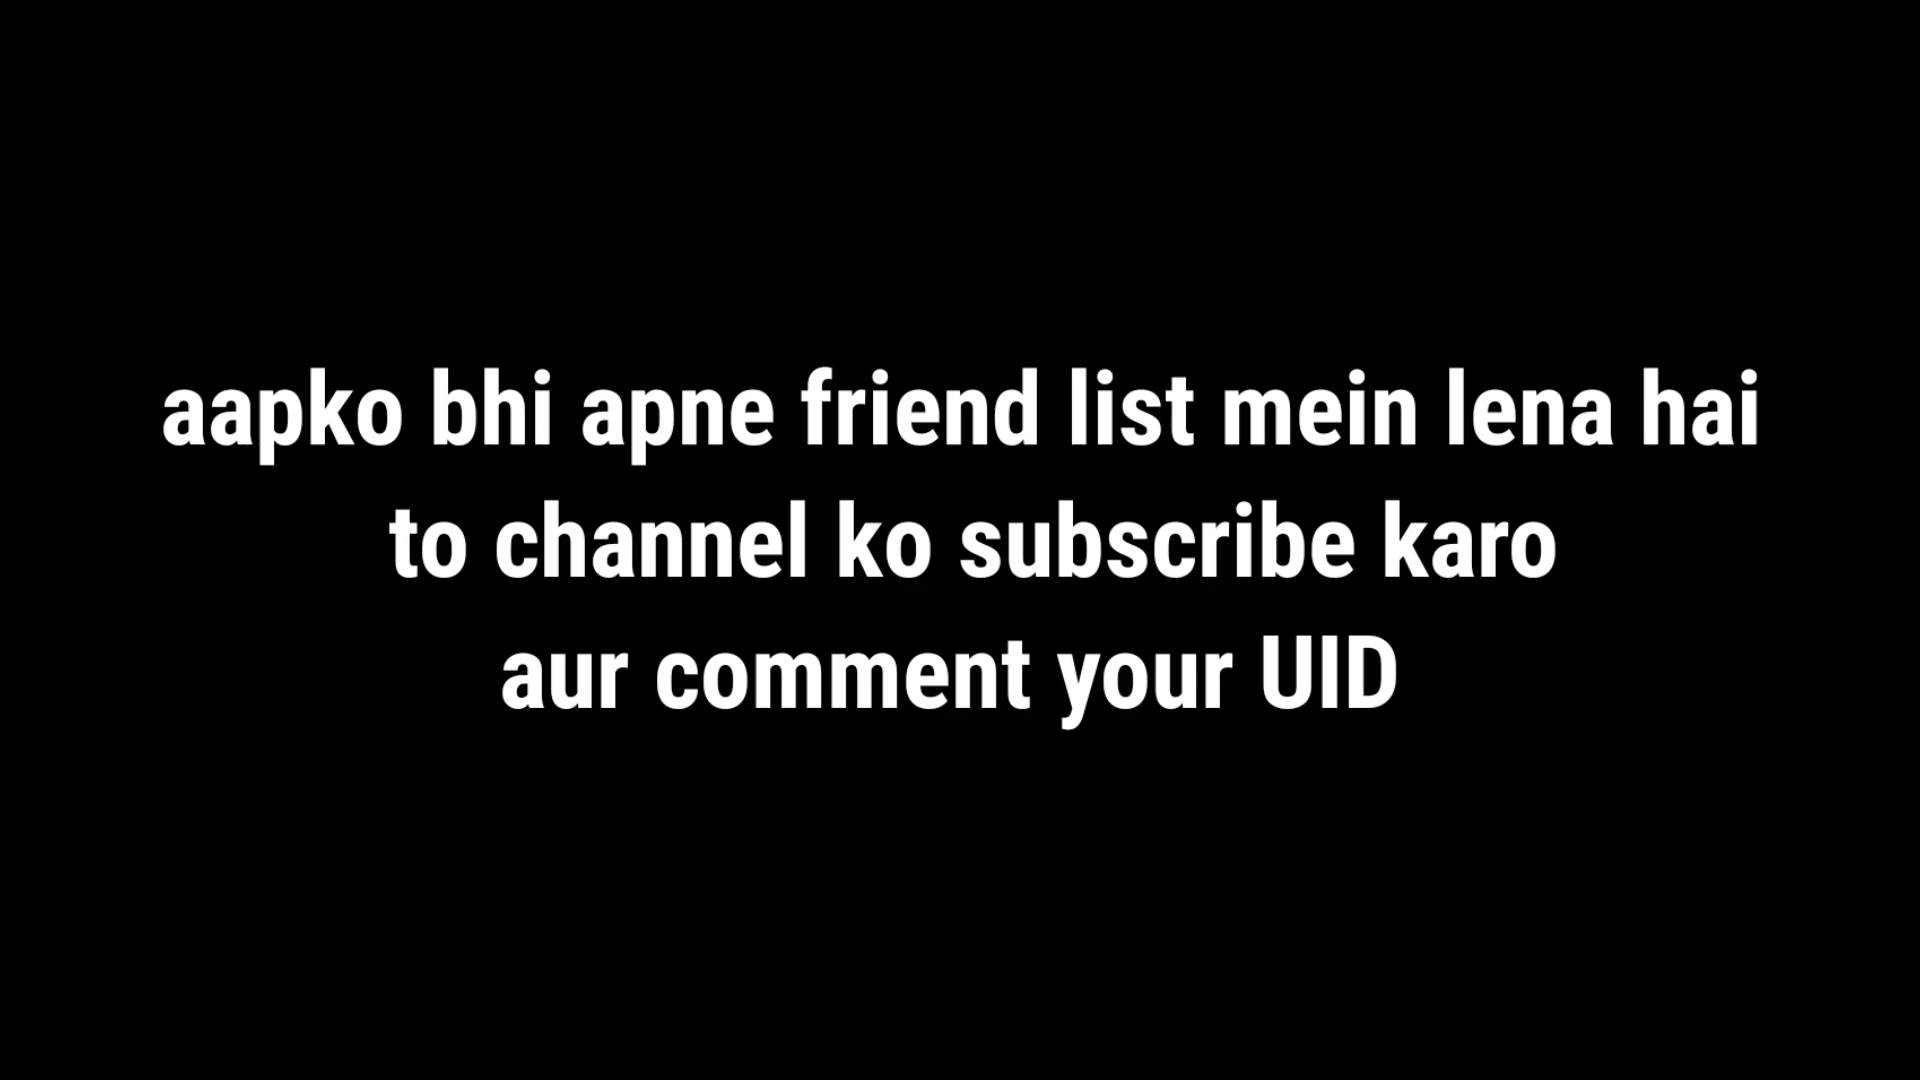 aapko bhi apne friend list mein lena hai
to channel ko subscribe karo
aur comment your UID